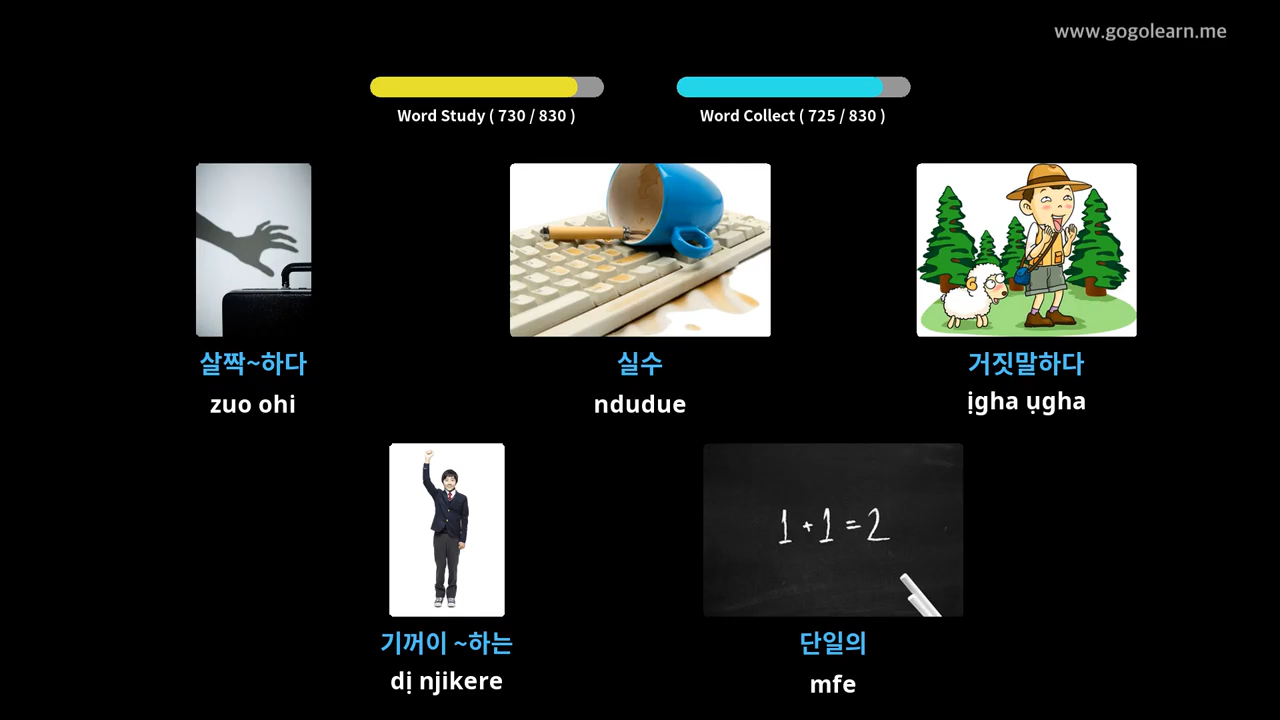 www.gogolearn.me
Word Study ( 730 / 830 )
Word Collect ( 725 / 830 )
살짝~하다
zuo ohi
실수
ndudue
거짓말하다
ịgha ụgha
1 + 1 = 2
기꺼이 ~하는
dị njikere
단일의
mfe